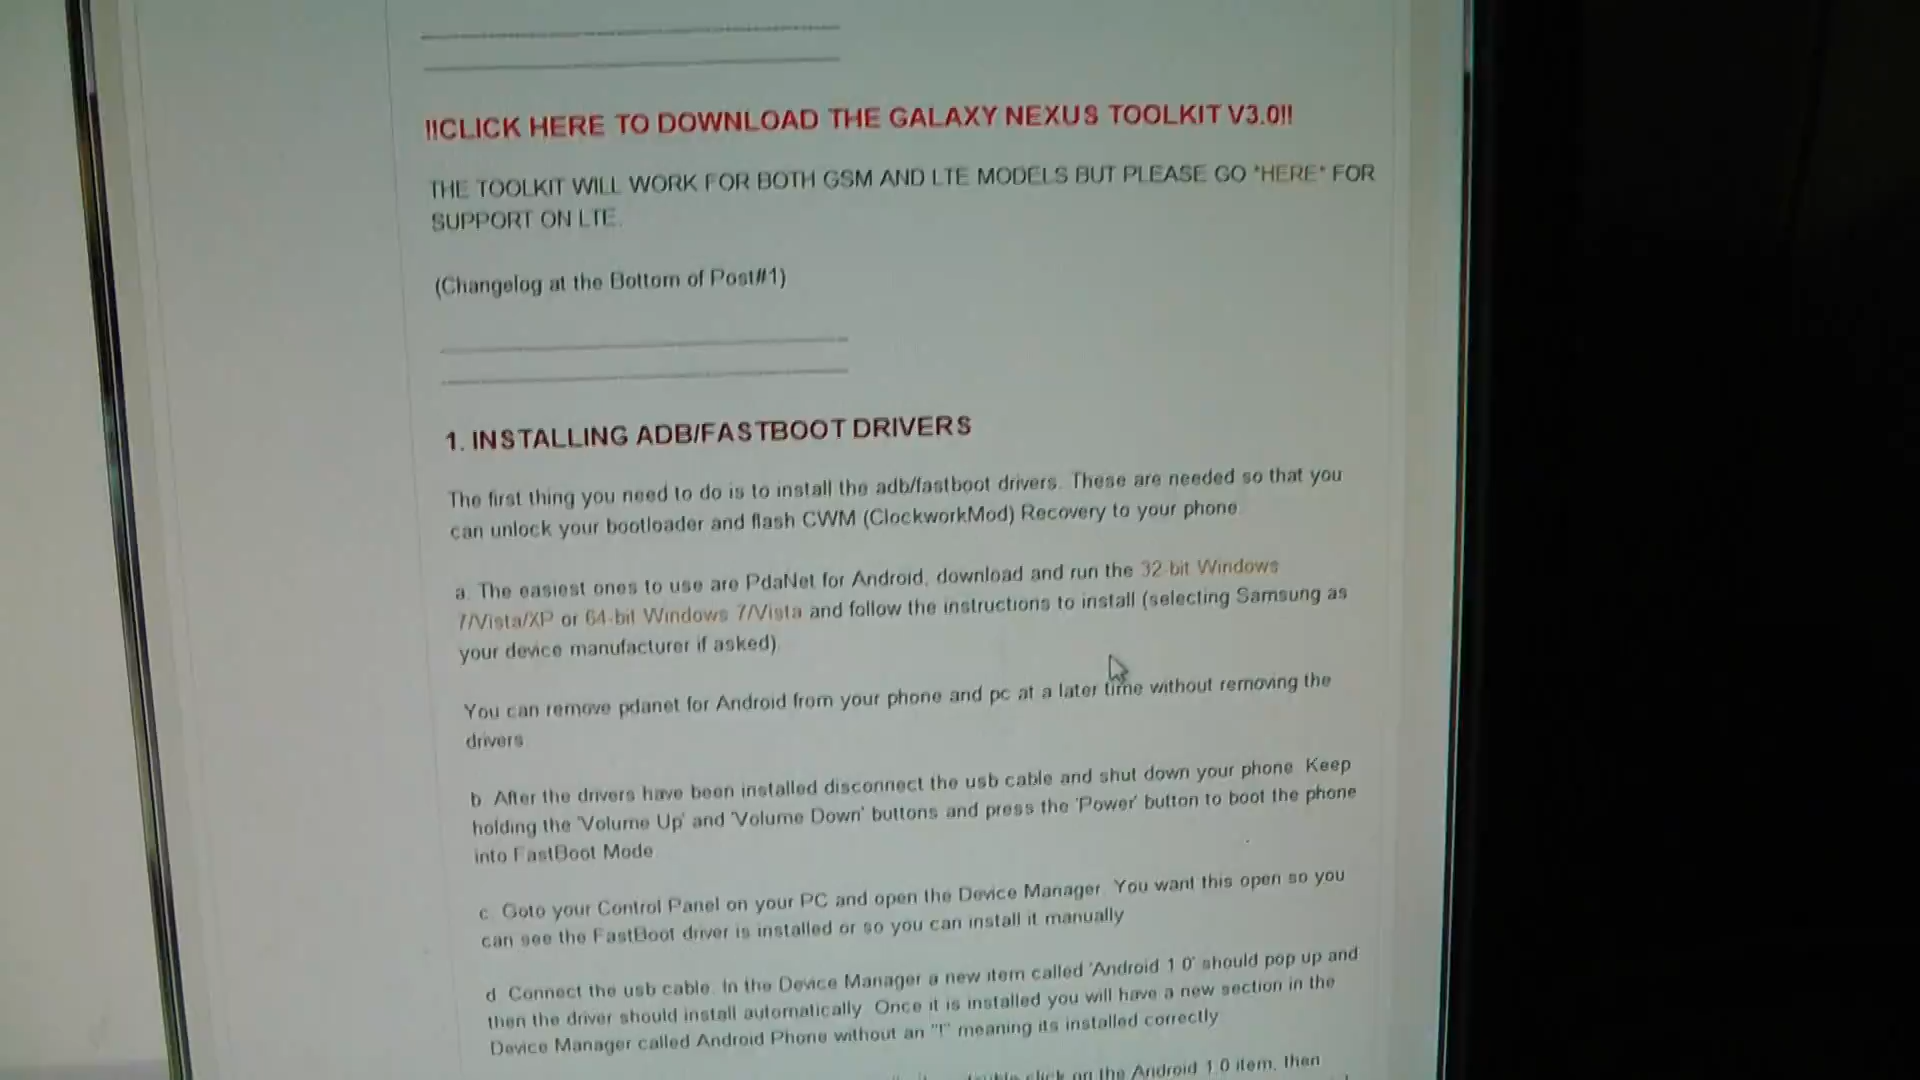 !!CLICK HERE TO DOWNLOAD THE GALAXY NEXUS TOOLKIT V3.0!!
THE TOOLKIT WILL WORK FOR BOTH GSM AND LTE MODELS BUT PLEASE GO *HERE* FOR
SUPPORT ON LTE.
(Changelog at the Bottom of Post#1)
1. INSTALLING ADB/FASTBOOT DRIVERS
The first thing you need to do is to install the adb/fastboot drivers. These are needed so that you
can unlock your bootloader and flash CWM (ClockworkMod) Recovery to your phone.
a. The easiest ones to use are PdaNet for Android, download and run the 32-bit Windows
7/Vista/XP or 64-bit Windows 7/Vista and follow the instructions to install (selecting Samsung as
your device manufacturer if asked).
You can remove pdanet for Android from your phone and pc at a later time without removing the
drivers.
b. After the drivers have been installed disconnect the usb cable and shut down your phone. Keep
holding the 'Volume Up' and 'Volume Down' buttons and press the 'Power' button to boot the phone
into FastBoot Mode.
c. Goto your Control Panel on your PC and open the Device Manager. You want this open so you
can see the FastBoot driver is installed or so you can install it manually.
d. Connect the usb cable. In the Device Manager a new item called 'Android 1.0' should pop up and
then the driver should install automatically. Once it is installed you will have a new section in the
Device Manager called Android Phone without an "!" meaning its installed correctly.
click on the Android 1.0 item, then